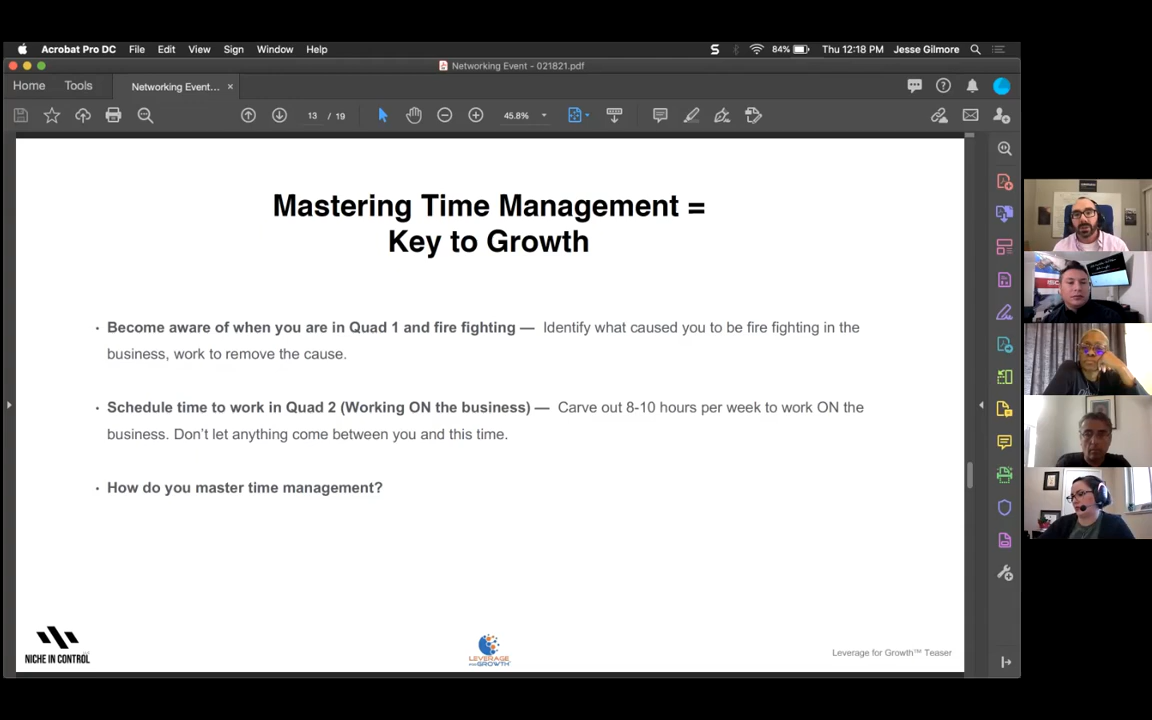 Acrobat Pro DC File Edit View Sign Window Help
84% Thu 12:18 PM Jesse Gilmore
Networking Event - 021821.pdf
Home Tools Networking Event... ×
13 / 19 45.8%
Mastering Time Management =
Key to Growth
· Become aware of when you are in Quad 1 and fire fighting — Identify what caused you to be fire fighting in the
business, work to remove the cause.
· Schedule time to work in Quad 2 (Working ON the business) — Carve out 8-10 hours per week to work ON the
business. Don't let anything come between you and this time.
· How do you master time management?
NICHE IN CONTROL
LEVERAGE
GROWTH
Leverage for Growth™ Teaser